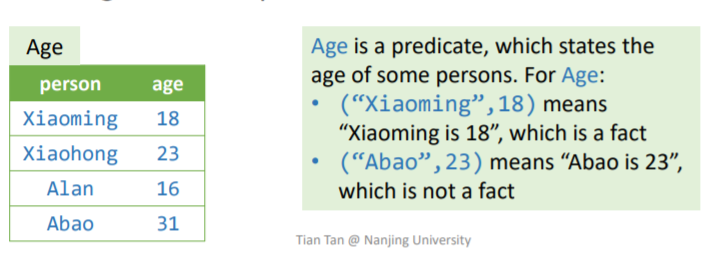 Age
person age
Xiaoming 18
Xiaohong 23
Alan 16
Abao 31
Age is a predicate, which states the
age of some persons. For Age:
• (“Xiaoming”,18) means
“Xiaoming is 18”, which is a fact
• (“Abao”,23) means “Abao is 23”,
which is not a fact
Tian Tan @ Nanjing University